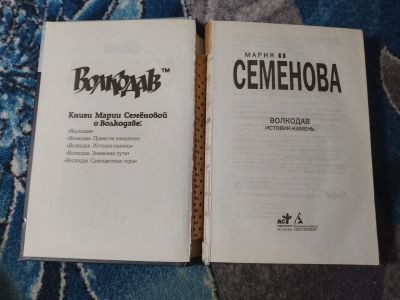 Волкодав™
Книги Марии Семёновой
о Волкодаве:
«Волкодав»
«Волкодав. Право на поединок»
«Волкодав. Истовик-камень»
«Волкодав. Знамение пути»
«Волкодав. Самоцветные горы»
МАРИЯ
СЕМЁНОВА
ВОЛКОДАВ
ИСТОВИК-КАМЕНЬ
МОСКВА